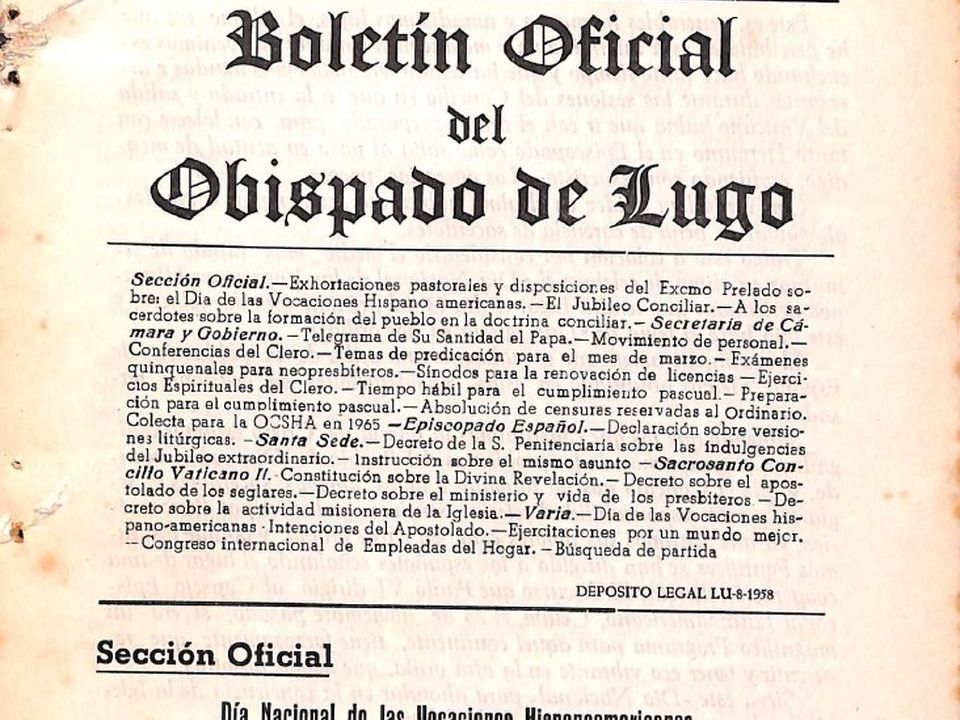 Boletín Oficial
del
Obispado de Lugo
Sección Oficial.—Exhortaciones pastorales y disposiciones del Excmo Prelado so-
bre: el Día de las Vocaciones Hispano americanas.—El Jubileo Conciliar.—A los sa-
cerdotes sobre la formación del pueblo en la doctrina conciliar.—Secretaria de Cá-
mara y Gobierno.—Telegrama de Su Santidad el Papa.—Movimiento de personal.—
Conferencias del Clero.—Temas de predicación para el mes de marzo.—Exámenes
quinquenales para neopresbíteros.—Sínodos para la renovación de licencias —Ejerci-
cios Espirituales del Clero.—Tiempo hábil para el cumplimiento pascual.—Prepara-
ción para el cumplimiento pascual.—Absolución de censuras reservadas al Ordinario.
Colecta para la OCSHA en 1965 —Episcopado Español.—Declaración sobre versio-
nes litúrgicas. —Santa Sede.—Decreto de la S. Penitenciaría sobre las indulgencias
del Jubileo extraordinario.—Instrucción sobre el mismo asunto —Sacrosanto Con-
cilio Vaticano II.-Constitución sobre la Divina Revelación.—Decreto sobre el apos-
tolado de los seglares.—Decreto sobre el ministerio y vida de los presbíteros —De-
creto sobre la actividad misionera de la Iglesia.—Varia.—Día de las Vocaciones his-
pano-americanas · Intenciones del Apostolado.—Ejercitaciones por un mundo mejor.
—Congreso internacional de Empleadas del Hogar. —Búsqueda de partida
DEPOSITO LEGAL LU-8-1958
Sección Oficial
Día Nacional de las Vocaciones Hispanoamericanas